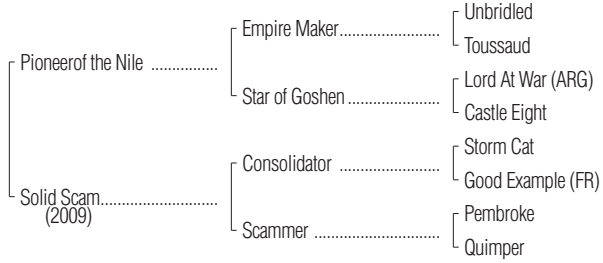 Unbridled
Empire Maker...................
Toussaud
Pioneerof the Nile ................
Lord At War (ARG)
Star of Goshen ......................
Castle Eight
Storm Cat
Consolidator ........................
Good Example (FR)
Solid Scam...........................
(2009)
Pembroke
Scammer .............................
Quimper